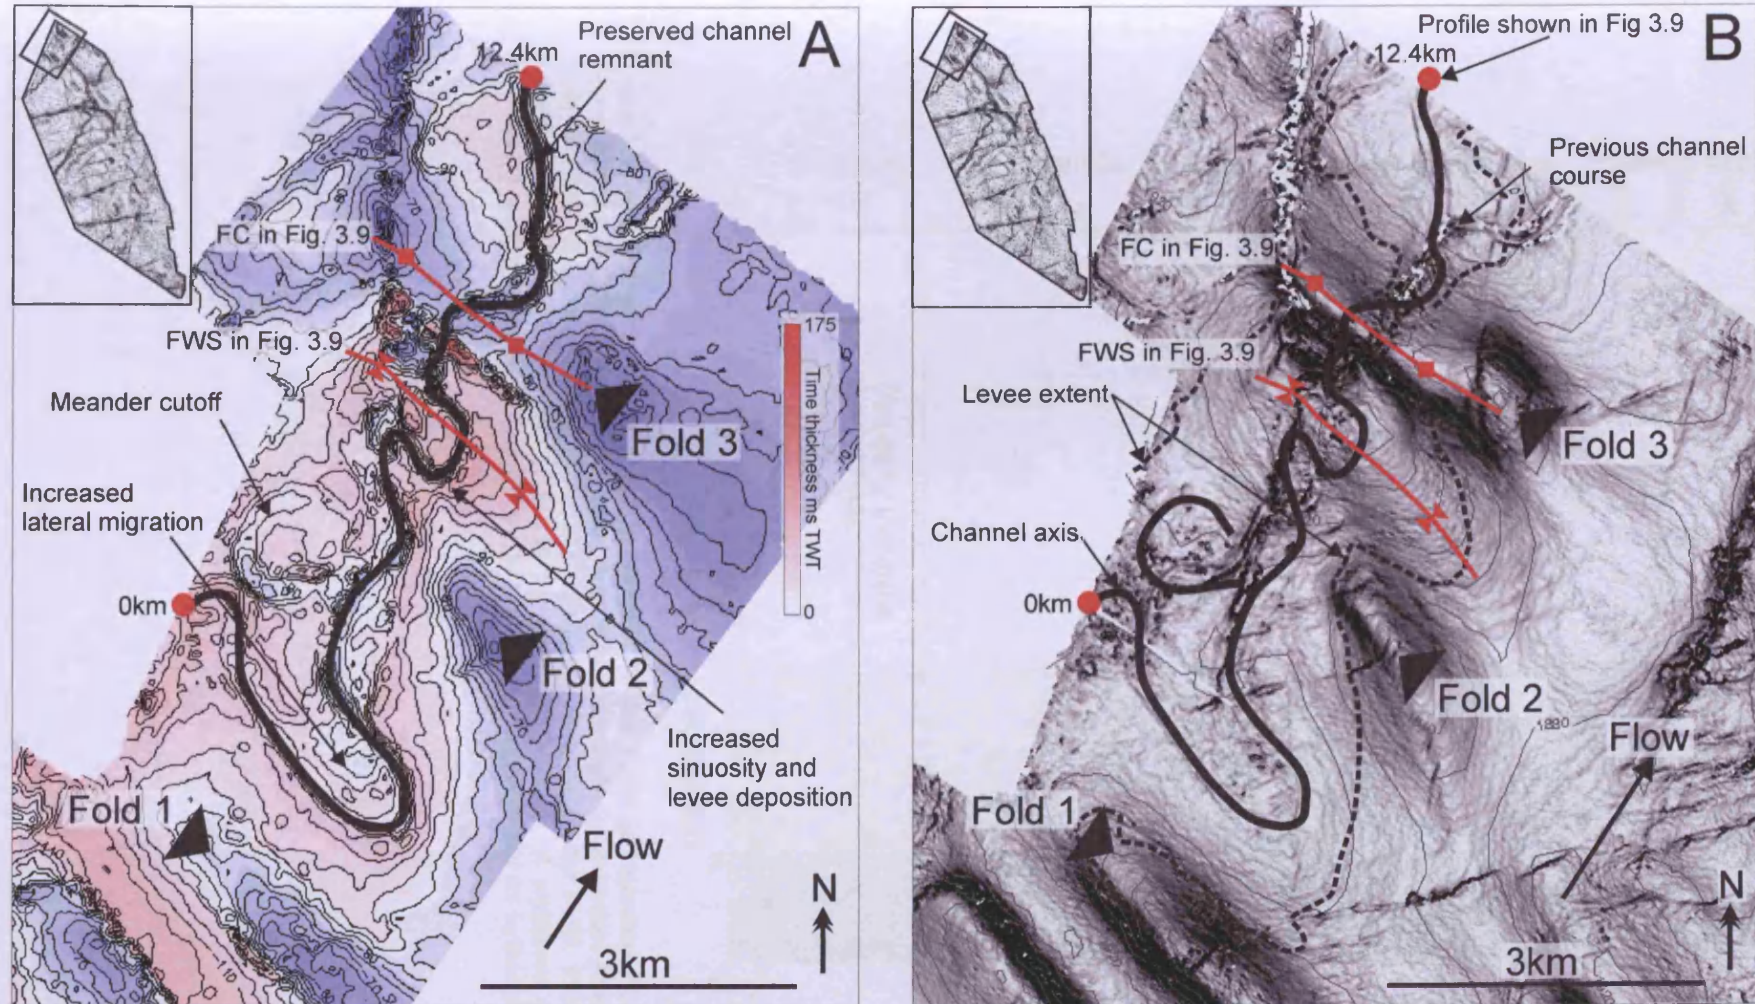 A
12.4km
Preserved channel
remnant
FC in Fig. 3.9
FWS in Fig. 3.9
Meander cutoff
Increased
lateral migration
0km
175
Time thickness ms TWT
0
Fold 3
Fold 2
Fold 1
Increased
sinuosity and
levee deposition
Flow
N
3km
110
B
Profile shown in Fig 3.9
12.4km
Previous channel
course
FC in Fig. 3.9
FWS in Fig. 3.9
Levee extent
Channel axis
0km
Fold 3
Fold 2
1880
Fold 1
Flow
N
3km